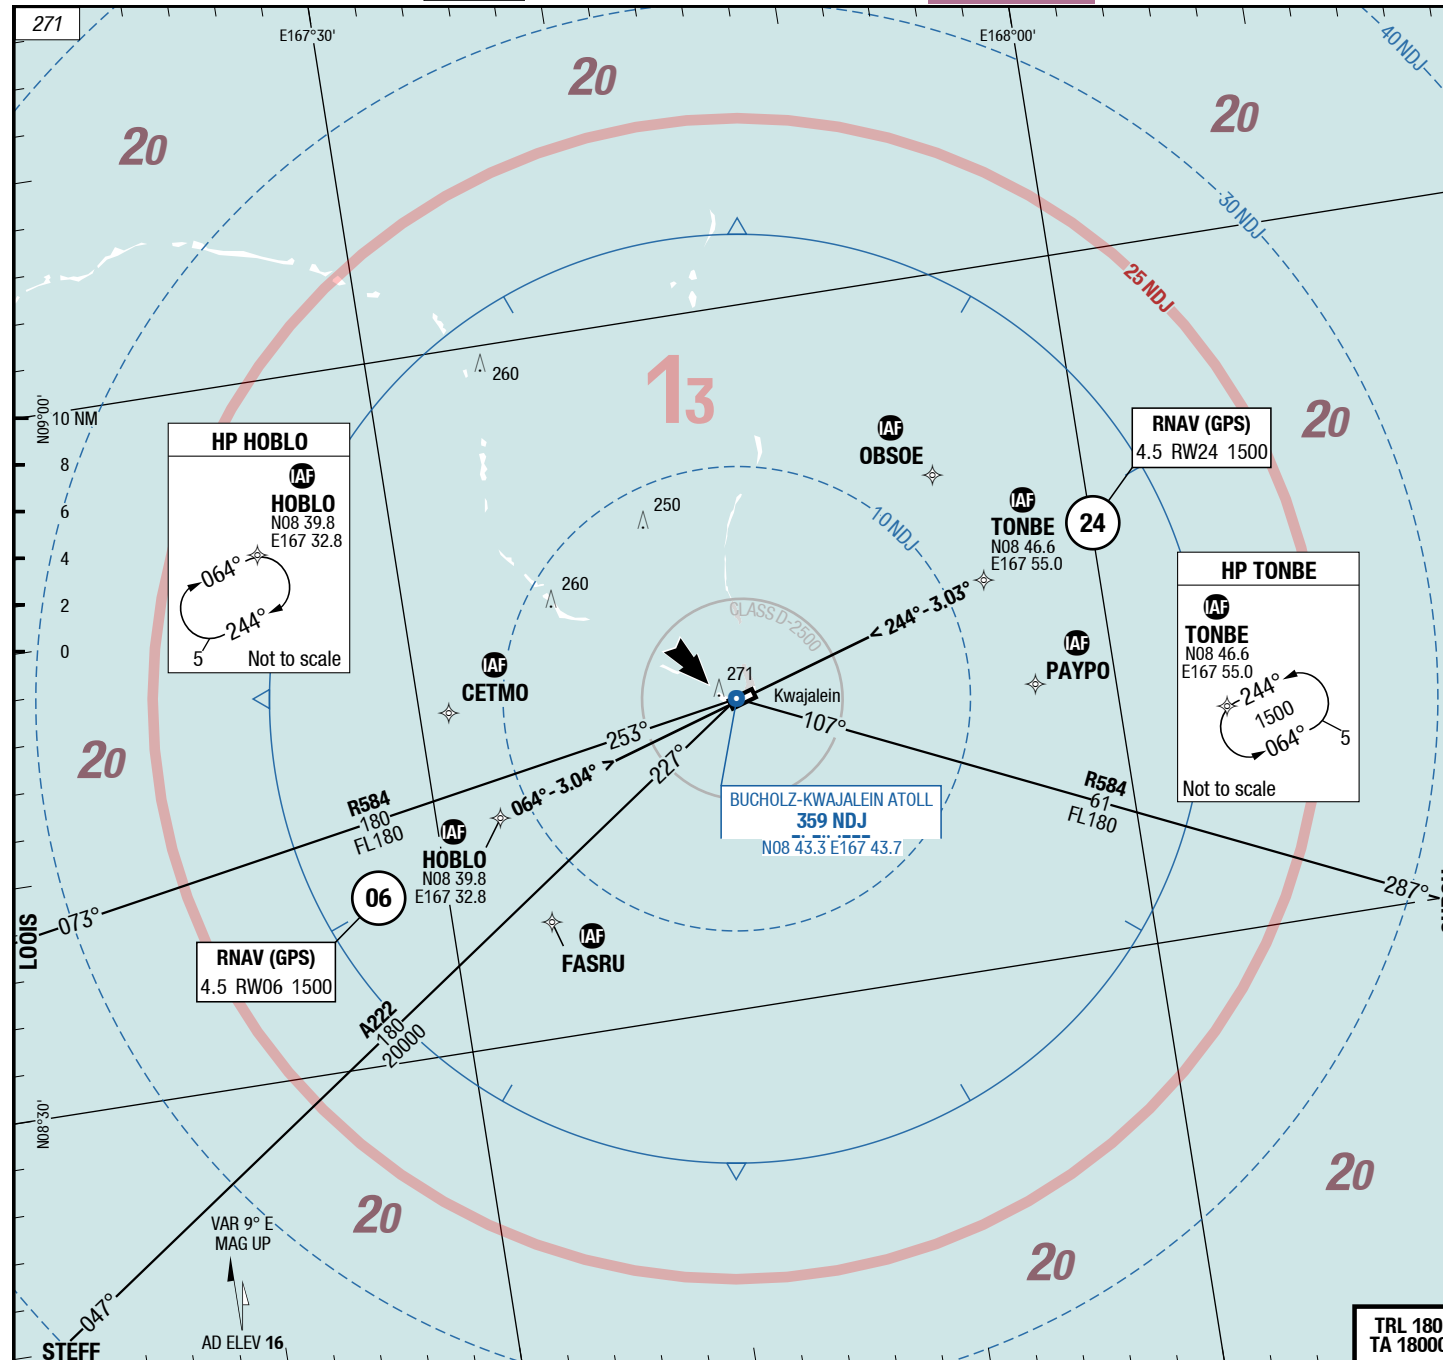 271
E167°30'
E168°00'
40 NDJ
20
20
20
30 NDJ
25 NDJ
260
13
N09°00'
10 NM
8
6
4
2
0
HP HOBLO
IAF
HOBLO
N08 39.8
E167 32.8
064°
244°
5
Not to scale
IAF
OBSOE
RNAV (GPS)
4.5 RW24 1500
20
250
10 NDJ
IAF
TONBE
N08 46.6
E167 55.0
24
260
CLASS D-2500
< 244°- 3.03°
HP TONBE
IAF
TONBE
N08 46.6
E167 55.0
244°
1500
064°
5
Not to scale
IAF
CETMO
271
Kwajalein
IAF
PAYPO
20
253°
107°
064°- 3.04° >
227°
R584
180
FL180
R584
61
FL180
BUCHOLZ-KWAJALEIN ATOLL
359 NDJ
N08 43.3 E167 43.7
IAF
HOBLO
N08 39.8
E167 32.8
06
287°
073°
LOOIS
RNAV (GPS)
4.5 RW06 1500
IAF
FASRU
A222
180
20000
N08°30'
20
20
20
VAR 9° E
MAG UP
047°
STEFF
AD ELEV 16
TRL 180
TA 18000